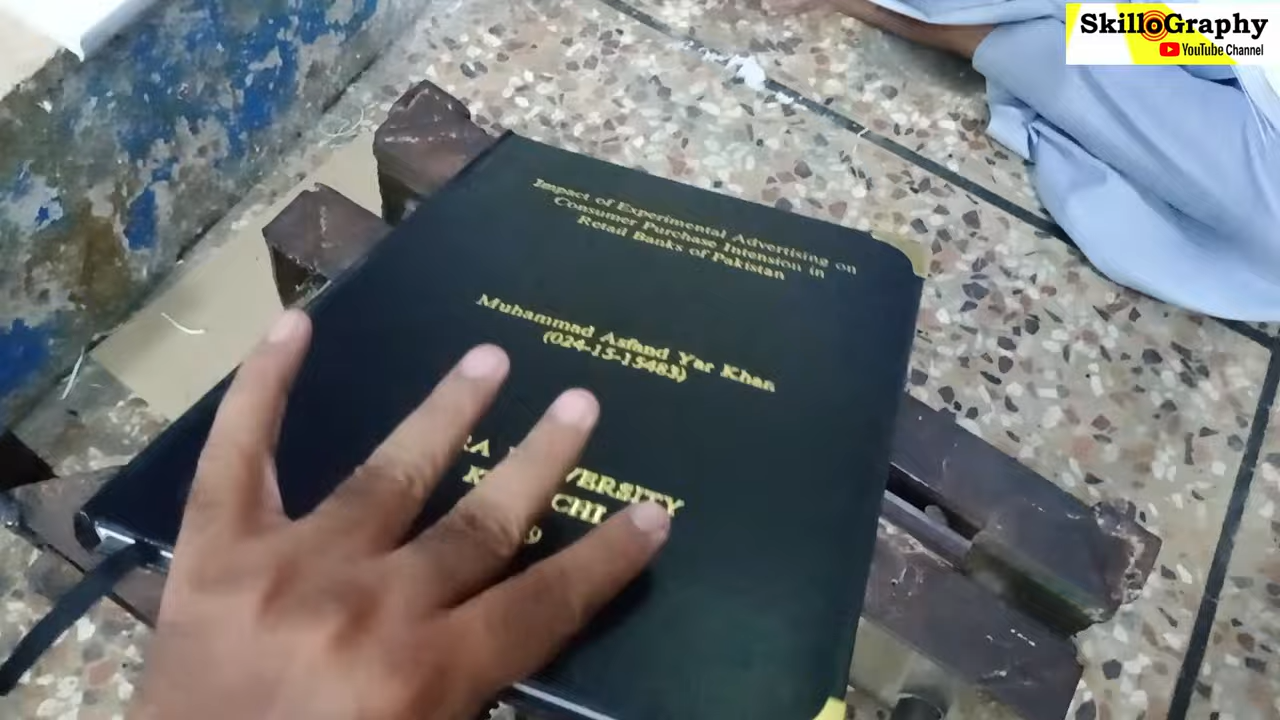 SkilloGraphy
YouTube Channel
Impact of Experimental Advertising on
Consumer Purchase Intension in
Retail Banks of Pakistan
Muhammad Asfand Yar Khan
(024-15-15483)